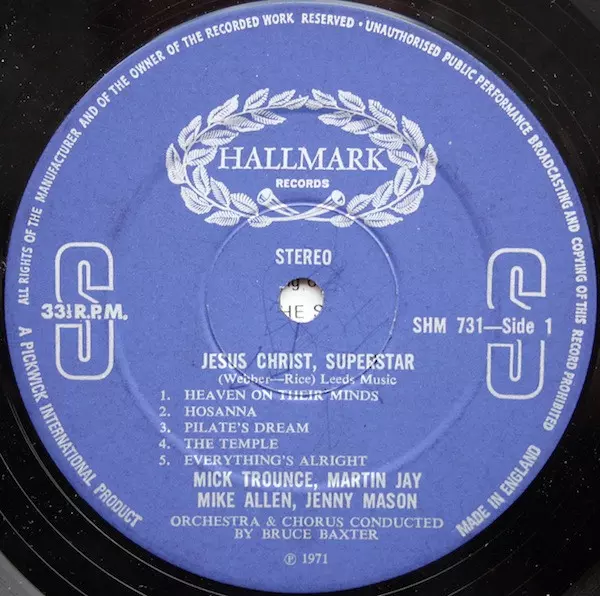 ALL RIGHTS OF THE MANUFACTURER AND OF THE OWNER OF THE RECORDED WORK RESERVED · UNAUTHORISED PUBLIC PERFORMANCE BROADCASTING AND COPYING OF THIS RECORD PROHIBITED
HALLMARK
RECORDS
STEREO
S
S
33⅓ R.P.M.
SHM 731—Side 1
HE S
JESUS CHRIST, SUPERSTAR
(Webber—Rice) Leeds Music
1. HEAVEN ON THEIR MINDS
2. HOSANNA
3. PILATE'S DREAM
4. THE TEMPLE
5. EVERYTHING'S ALRIGHT
MICK TROUNCE, MARTIN JAY
MIKE ALLEN, JENNY MASON
ORCHESTRA & CHORUS CONDUCTED
BY BRUCE BAXTER
℗ 1971
A PICKWICK INTERNATIONAL PRODUCT
MADE IN ENGLAND